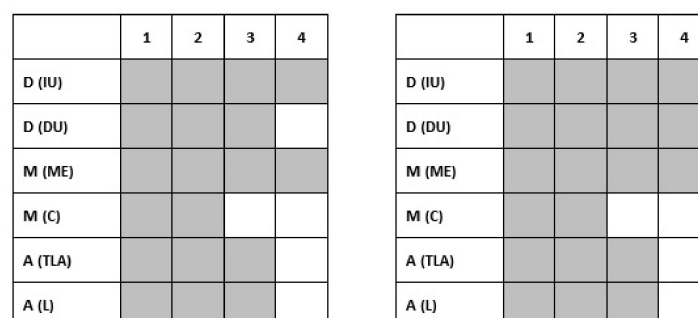 1 2 3 4
D (IU)
D (DU)
M (ME)
M (C)
A (TLA)
A (L)
1 2 3 4
D (IU)
D (DU)
M (ME)
M (C)
A (TLA)
A (L)